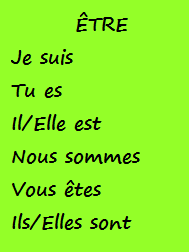 ÊTRE
Je suis
Tu es
Il/Elle est
Nous sommes
Vous êtes
Ils/Elles sont